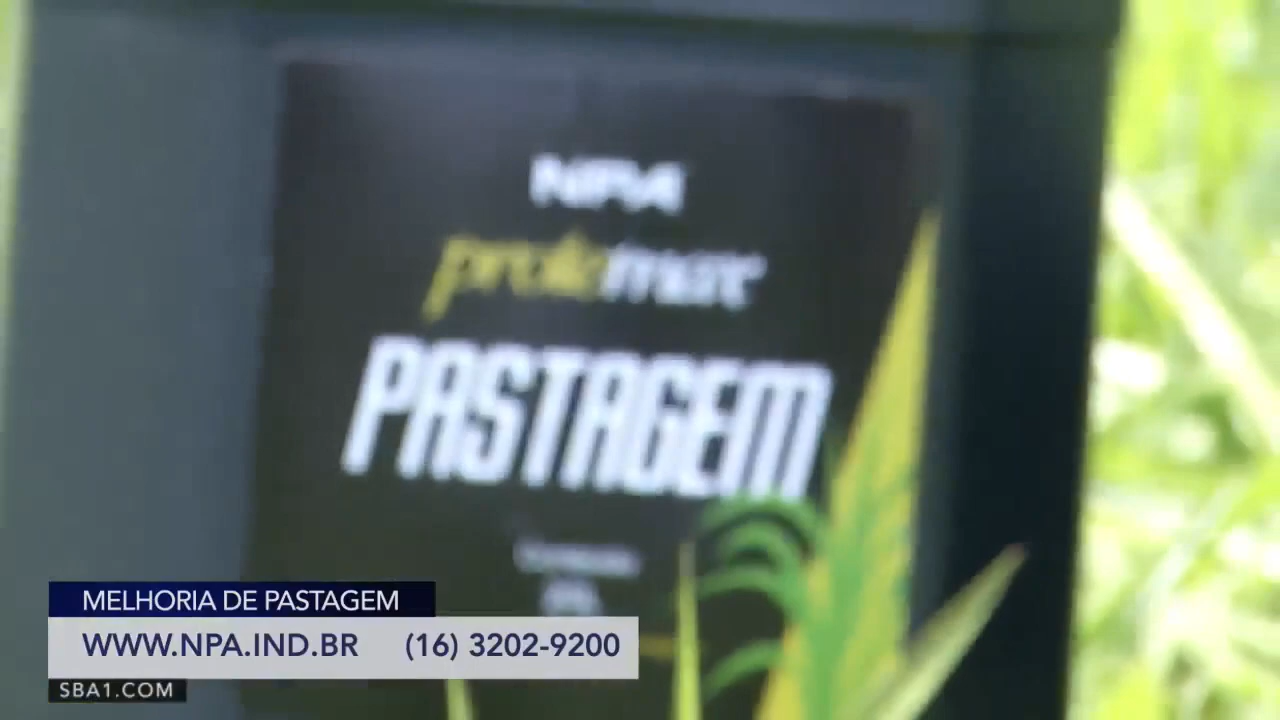 NPA
PASTAGEM
MELHORIA DE PASTAGEM
WWW.NPA.IND.BR (16) 3202-9200
SBA1.COM